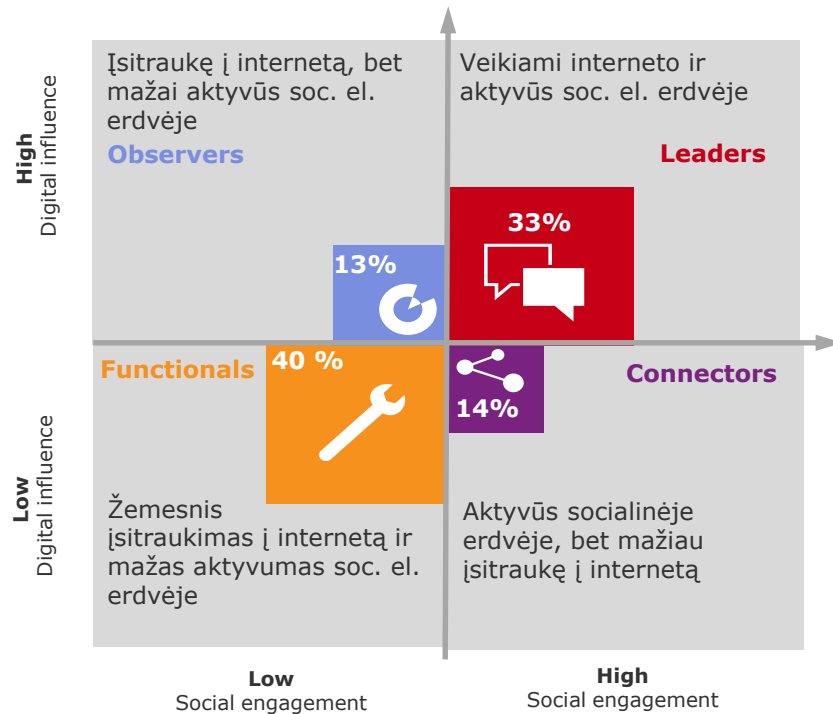 Įsitraukę į internetą, bet
mažai aktyvūs soc. el.
erdvėje
Observers
Veikiami interneto ir
aktyvūs soc. el. erdvėje
Leaders
High
Digital influence
13%
33%
Functionals
40 %
14%
Connectors
Low
Digital influence
Žemesnis
įsitraukimas į internetą ir
mažas aktyvumas soc. el.
erdvėje
Aktyvūs socialinėje
erdvėje, bet mažiau
įsitraukę į internetą
Low
Social engagement
High
Social engagement